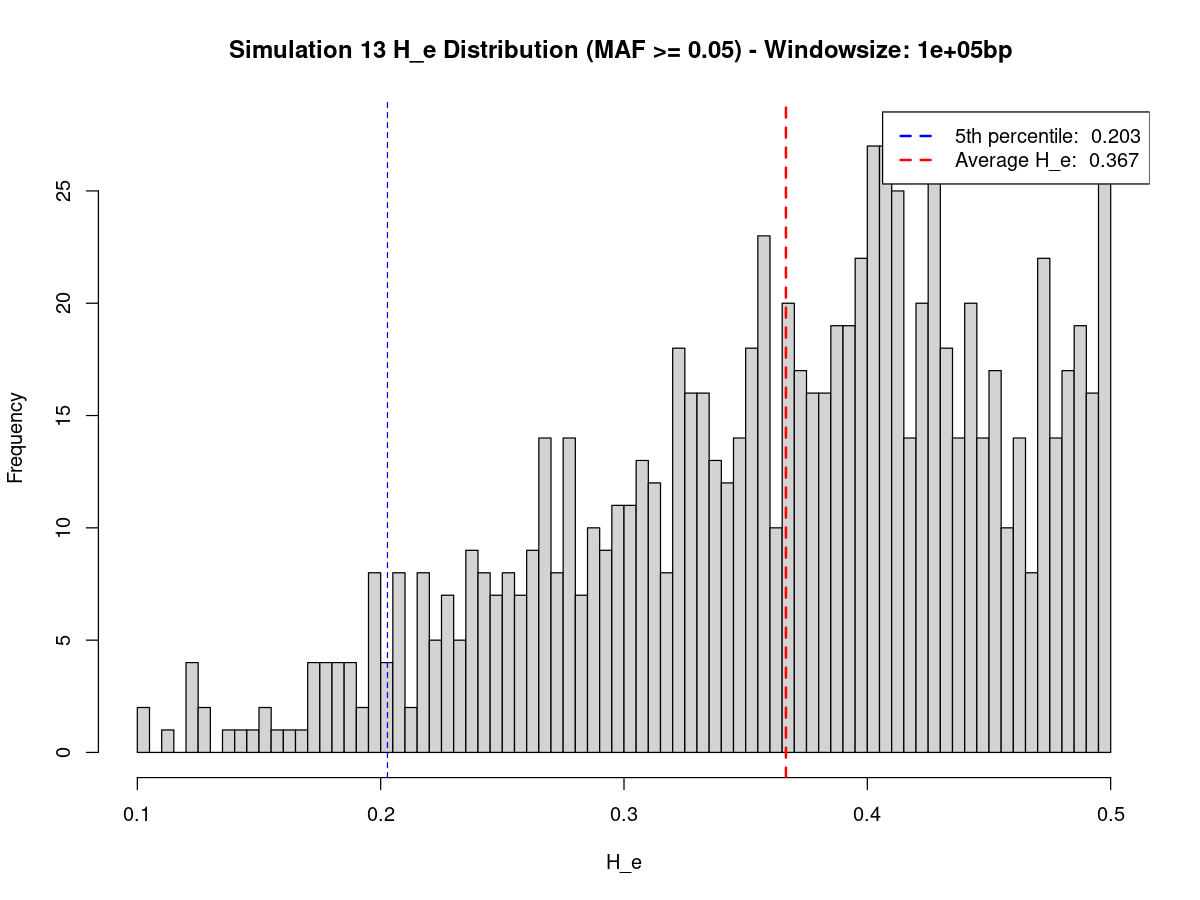 Simulation 13 H_e Distribution (MAF >= 0.05) - Windowsize: 1e+05bp
5th percentile: 0.203
Average H_e: 0.367
Frequency
25
20
15
10
5
0
0.1 0.2 0.3 0.4 0.5
H_e